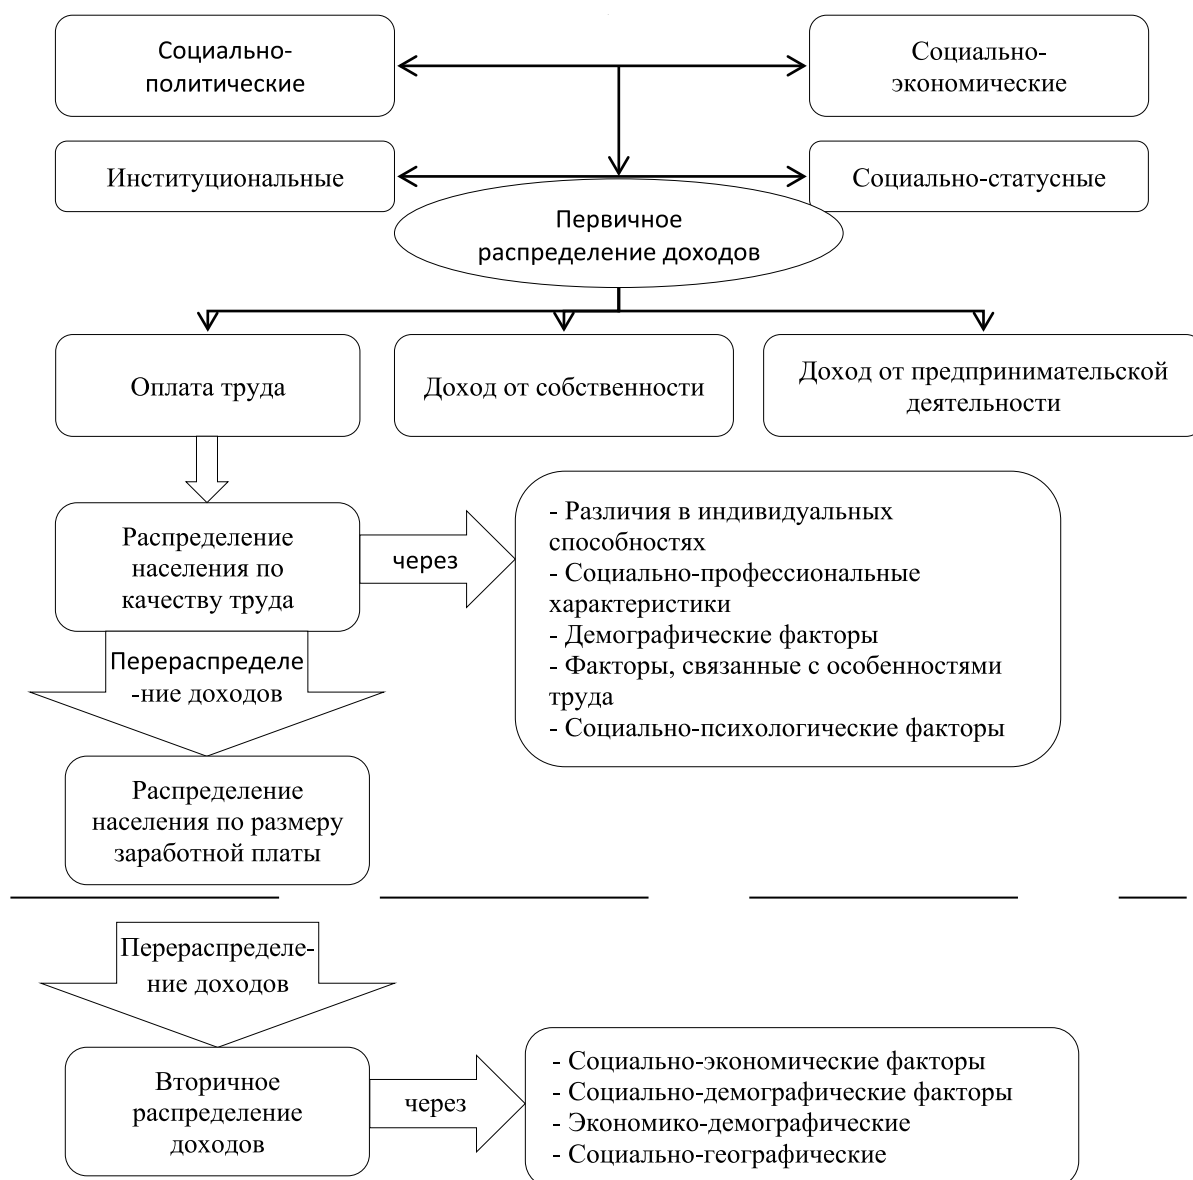 Социально-
политические
Социально-
экономические
Институциональные
Социально-статусные
Первичное
распределение доходов
Оплата труда
Доход от собственности
Доход от предпринимательской
деятельности
Распределение
населения по
качеству труда
через
- Различия в индивидуальных
способностях
- Социально-профессиональные
характеристики
- Демографические факторы
- Факторы, связанные с особенностями
труда
- Социально-психологические факторы
Перераспределе
-ние доходов
Распределение
населения по размеру
заработной платы
Перераспределе-
ние доходов
Вторичное
распределение
доходов
через
- Социально-экономические факторы
- Социально-демографические факторы
- Экономико-демографические
- Социально-географические